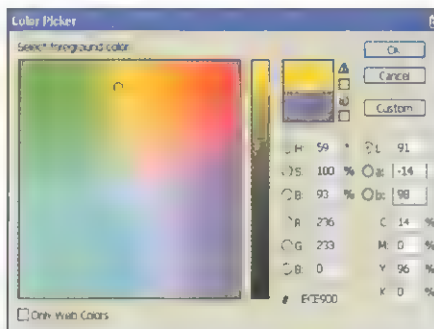 Color Picker
Select foreground color:
OK
Cancel
Custom
H: 59 ° L: 91
S: 100 % a: -14
B: 93 % b: 98
R: 236 C: 14 %
G: 233 M: 0 %
B: 0 Y: 96 %
# ECE900 K: 0 %
Only Web Colors